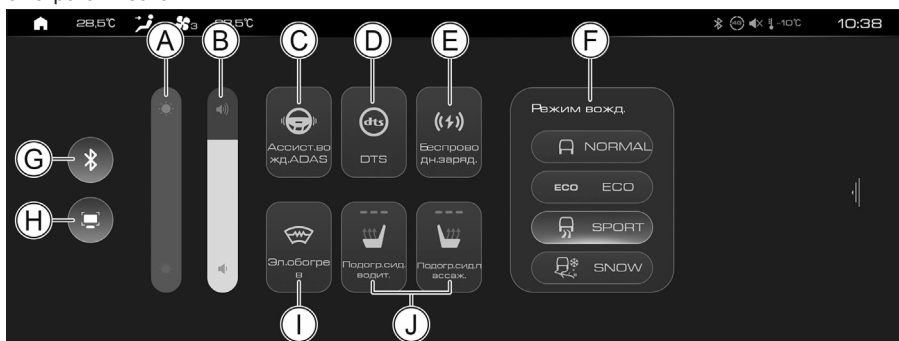 28,5℃ 3 28,5℃ 4G -10℃ 10:38
A B C D E F
Режим вожд.
dts
G
Ассист.во
жд.ADAS
DTS
Беспрово
дн.заряд.
NORMAL
ECO ECO
H
SPORT
Эл.обогре
в
Подогр.сид.
водит.
Подогр.сид.п
ассаж.
SNOW
I J